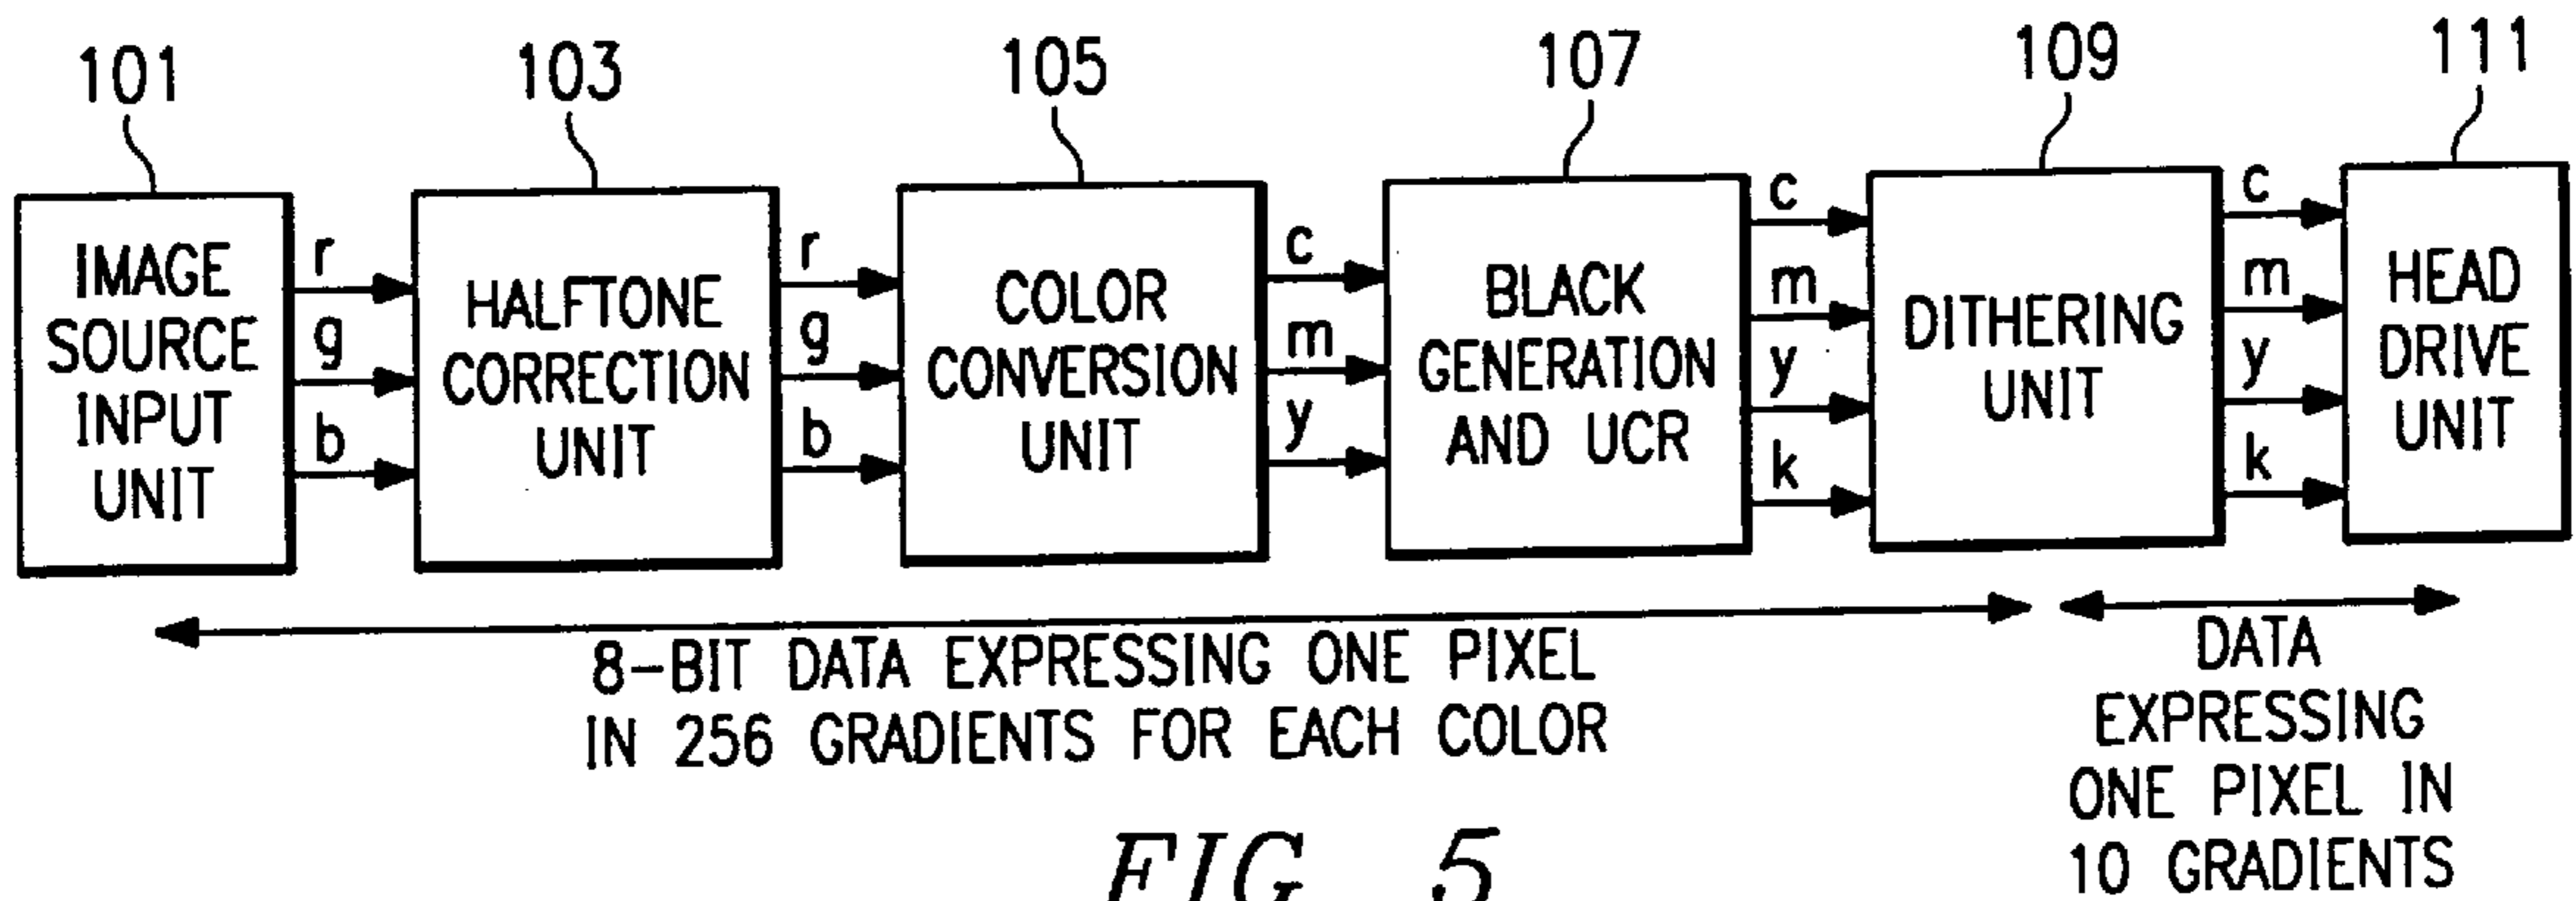 101
103
105
107
109
111
IMAGE
SOURCE
INPUT
UNIT
r
g
b
HALFTONE
CORRECTION
UNIT
r
g
b
COLOR
CONVERSION
UNIT
c
m
y
BLACK
GENERATION
AND UCR
c
m
y
k
DITHERING
UNIT
c
m
y
k
HEAD
DRIVE
UNIT
8-BIT DATA EXPRESSING ONE PIXEL
IN 256 GRADIENTS FOR EACH COLOR
DATA
EXPRESSING
ONE PIXEL IN
10 GRADIENTS
FIG. 5